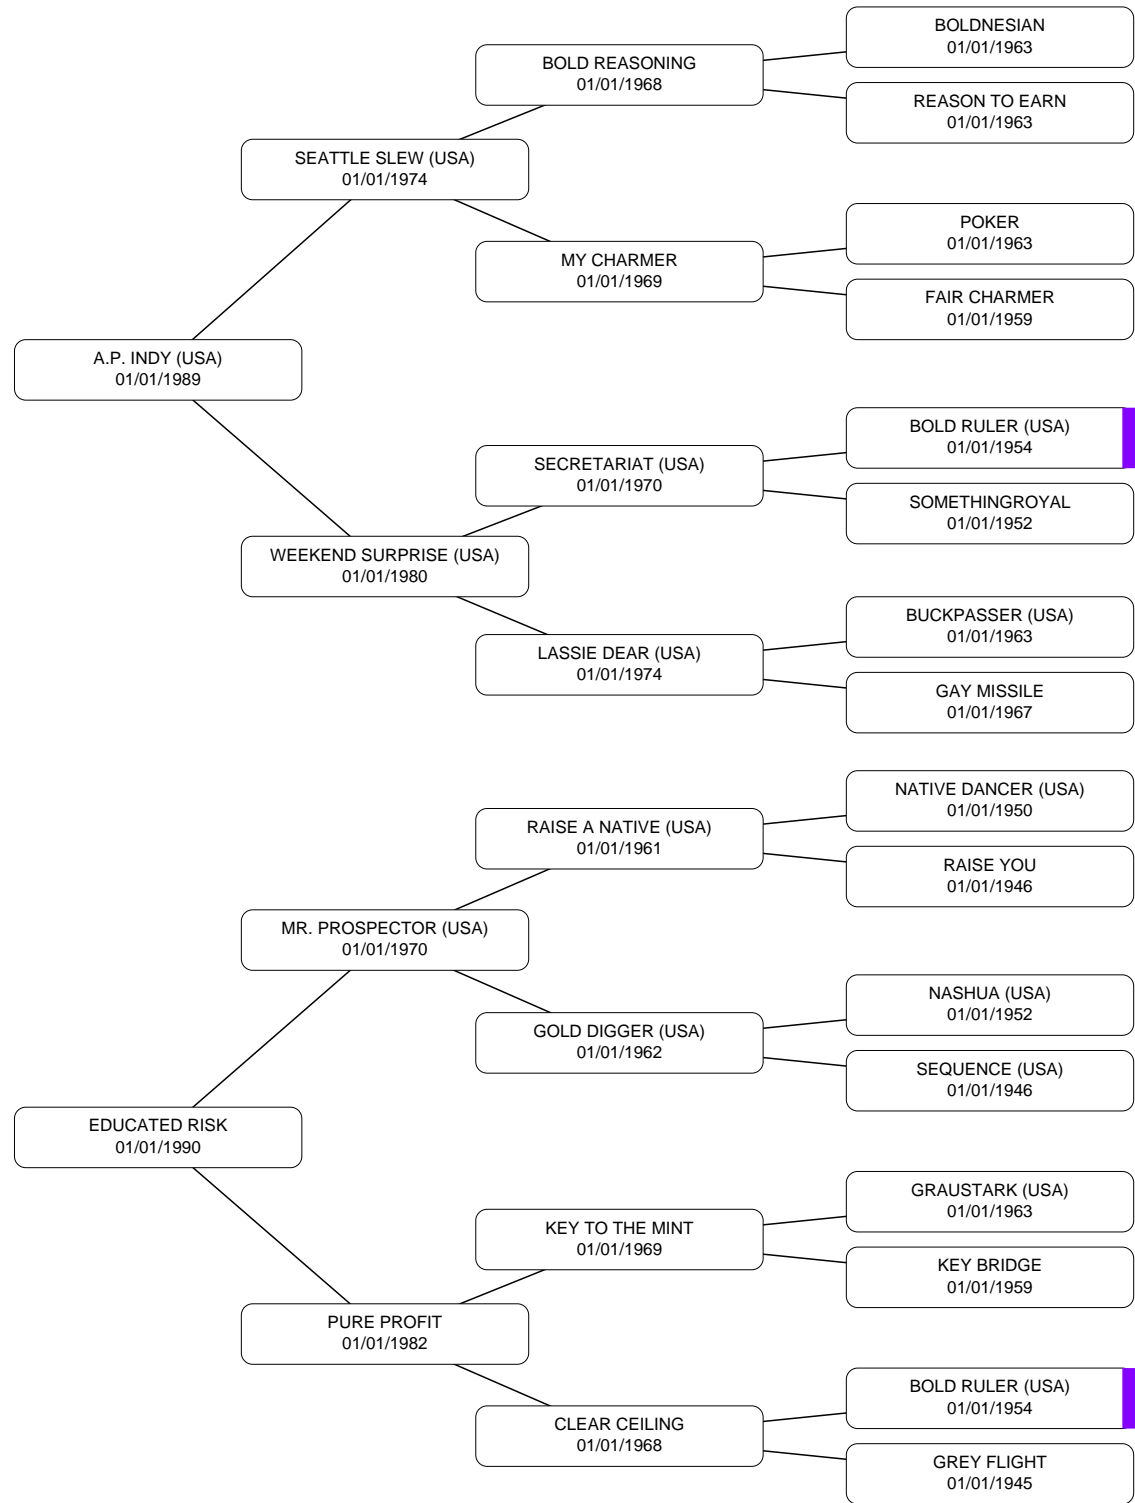 BOLDNESIAN
01/01/1963
BOLD REASONING
01/01/1968
REASON TO EARN
01/01/1963
SEATTLE SLEW (USA)
01/01/1974
POKER
01/01/1963
MY CHARMER
01/01/1969
FAIR CHARMER
01/01/1959
A.P. INDY (USA)
01/01/1989
BOLD RULER (USA)
01/01/1954
SECRETARIAT (USA)
01/01/1970
SOMETHINGROYAL
01/01/1952
WEEKEND SURPRISE (USA)
01/01/1980
BUCKPASSER (USA)
01/01/1963
LASSIE DEAR (USA)
01/01/1974
GAY MISSILE
01/01/1967
NATIVE DANCER (USA)
01/01/1950
RAISE A NATIVE (USA)
01/01/1961
RAISE YOU
01/01/1946
MR. PROSPECTOR (USA)
01/01/1970
NASHUA (USA)
01/01/1952
GOLD DIGGER (USA)
01/01/1962
SEQUENCE (USA)
01/01/1946
EDUCATED RISK
01/01/1990
GRAUSTARK (USA)
01/01/1963
KEY TO THE MINT
01/01/1969
KEY BRIDGE
01/01/1959
PURE PROFIT
01/01/1982
BOLD RULER (USA)
01/01/1954
CLEAR CEILING
01/01/1968
GREY FLIGHT
01/01/1945